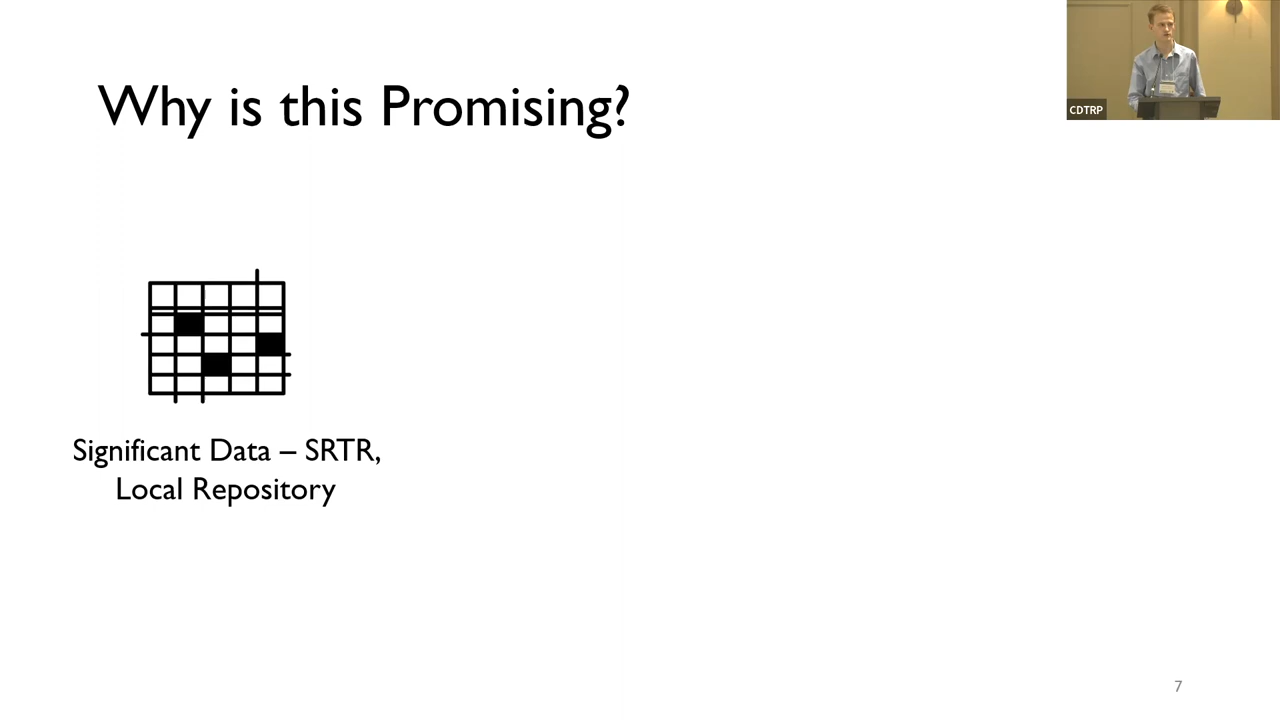 Why is this Promising?
CDTRP
Significant Data – SRTR,
Local Repository
7